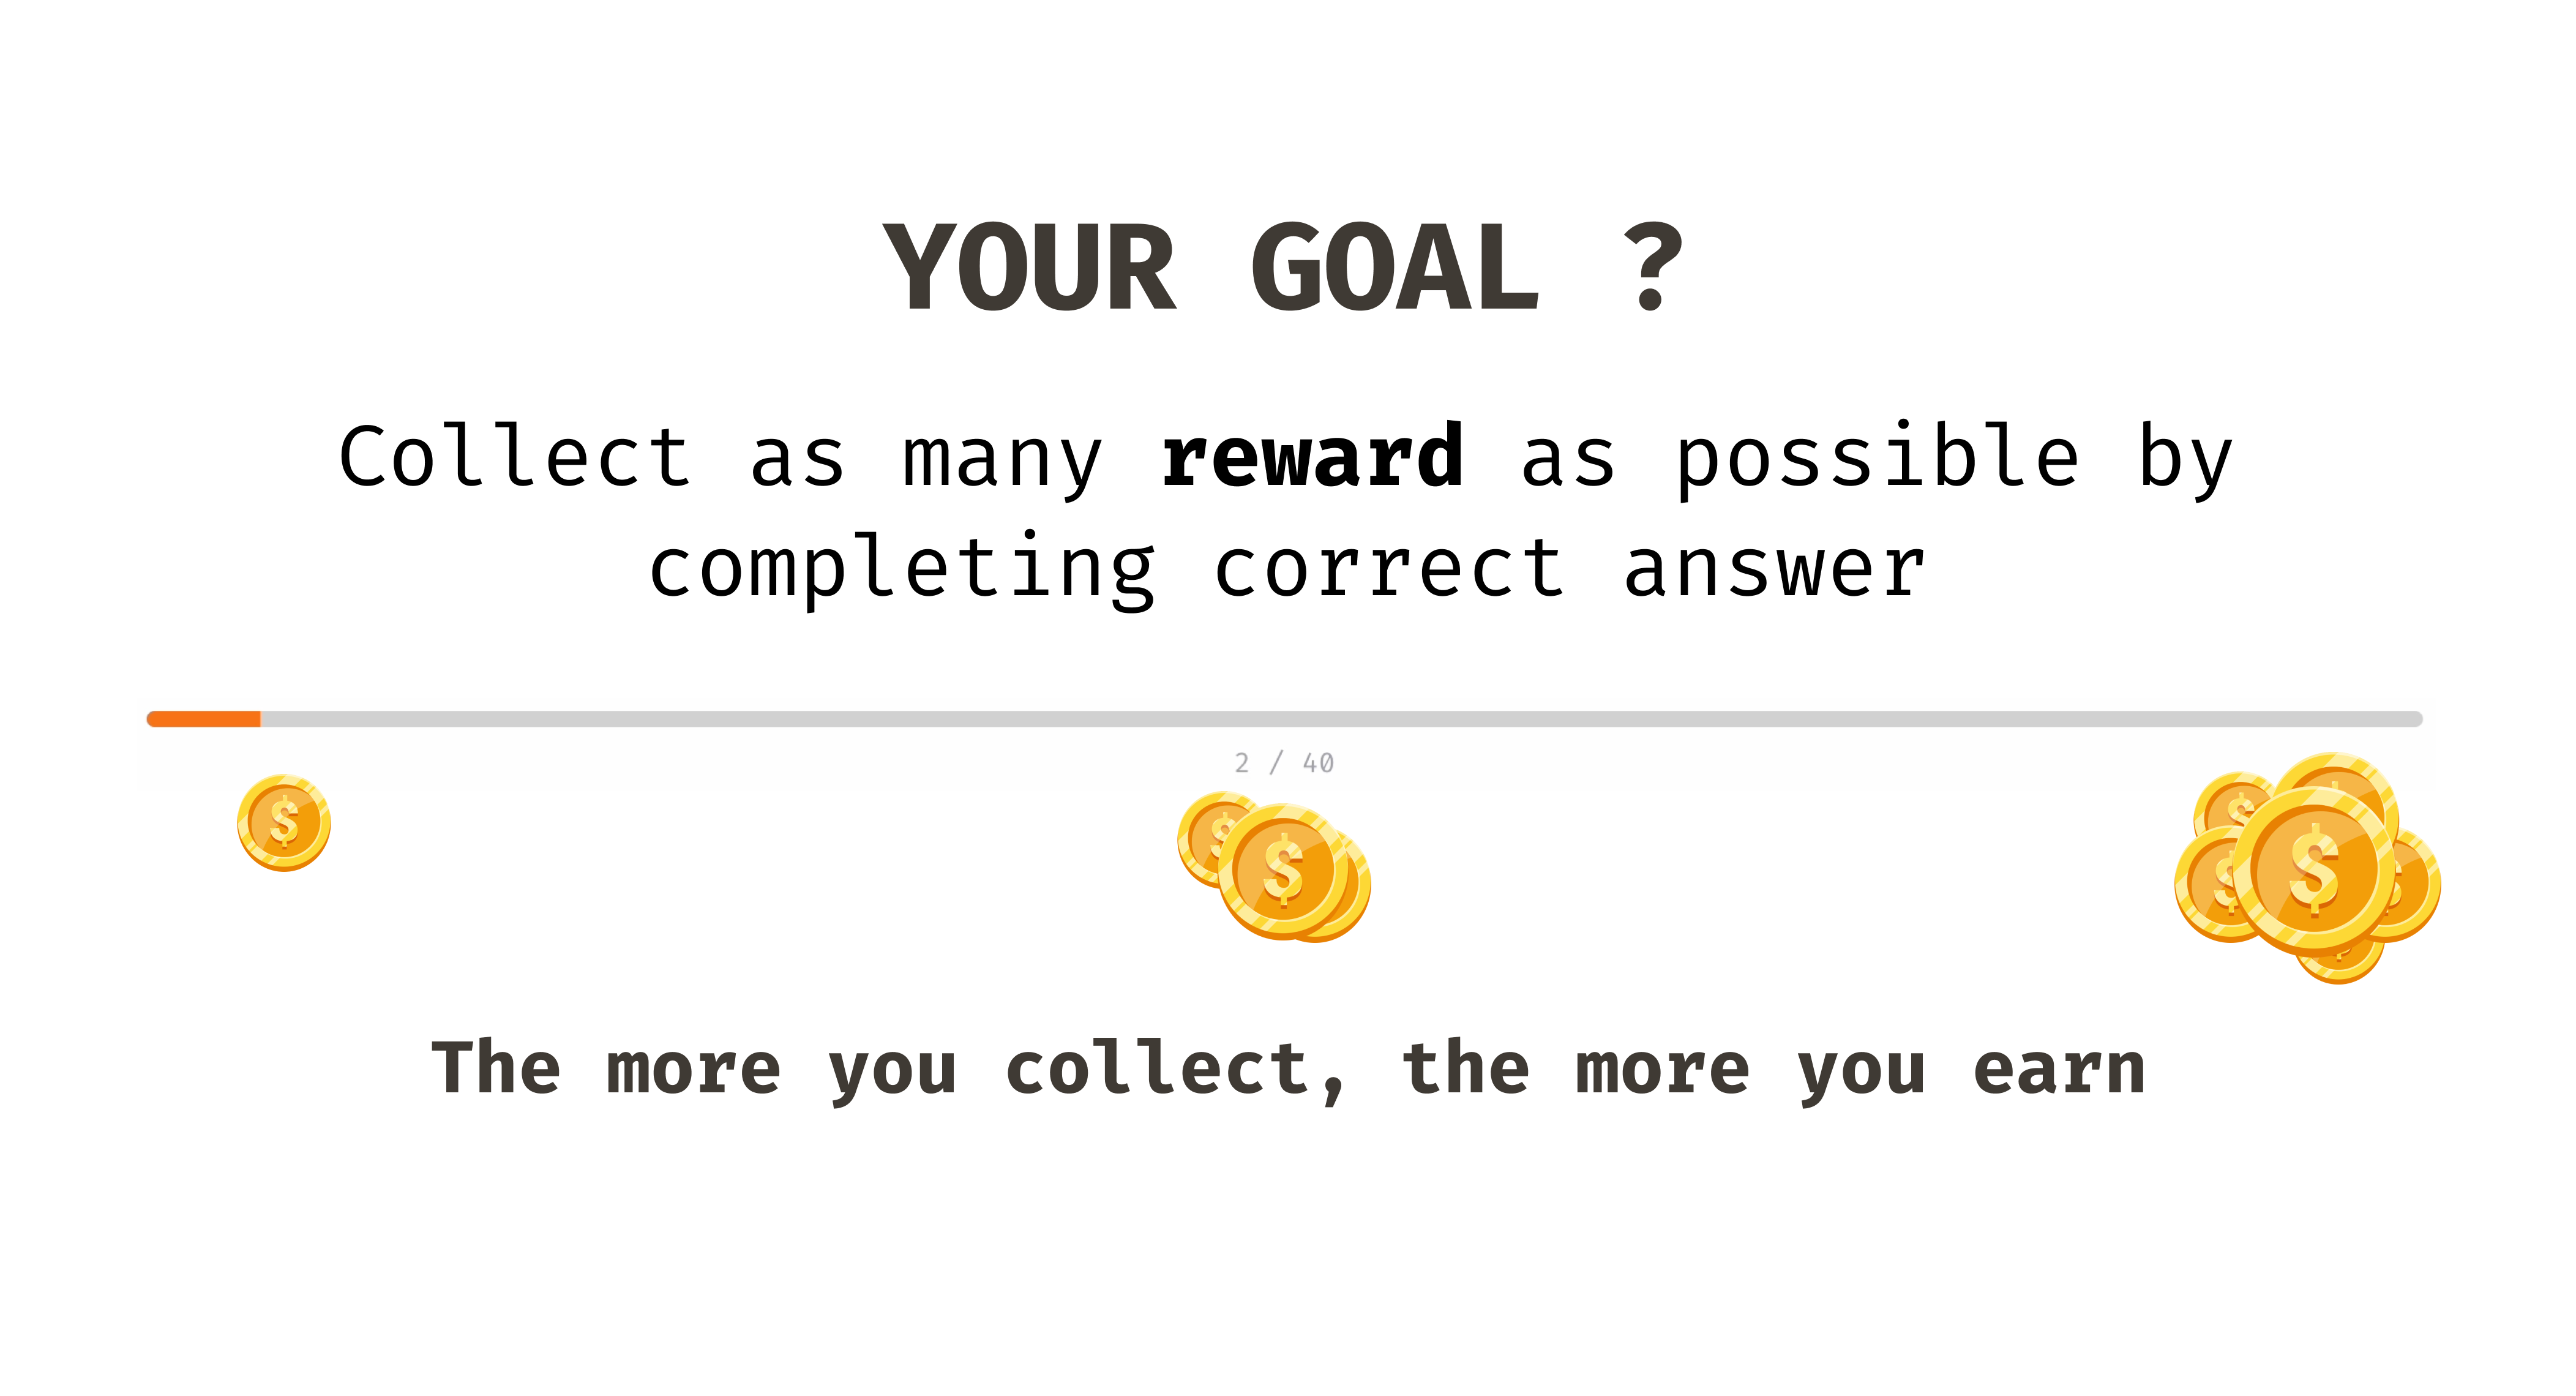 YOUR GOAL ?
Collect as many reward as possible by
completing correct answer
2 / 40
$
$ $
$ $ $ $ $
The more you collect, the more you earn